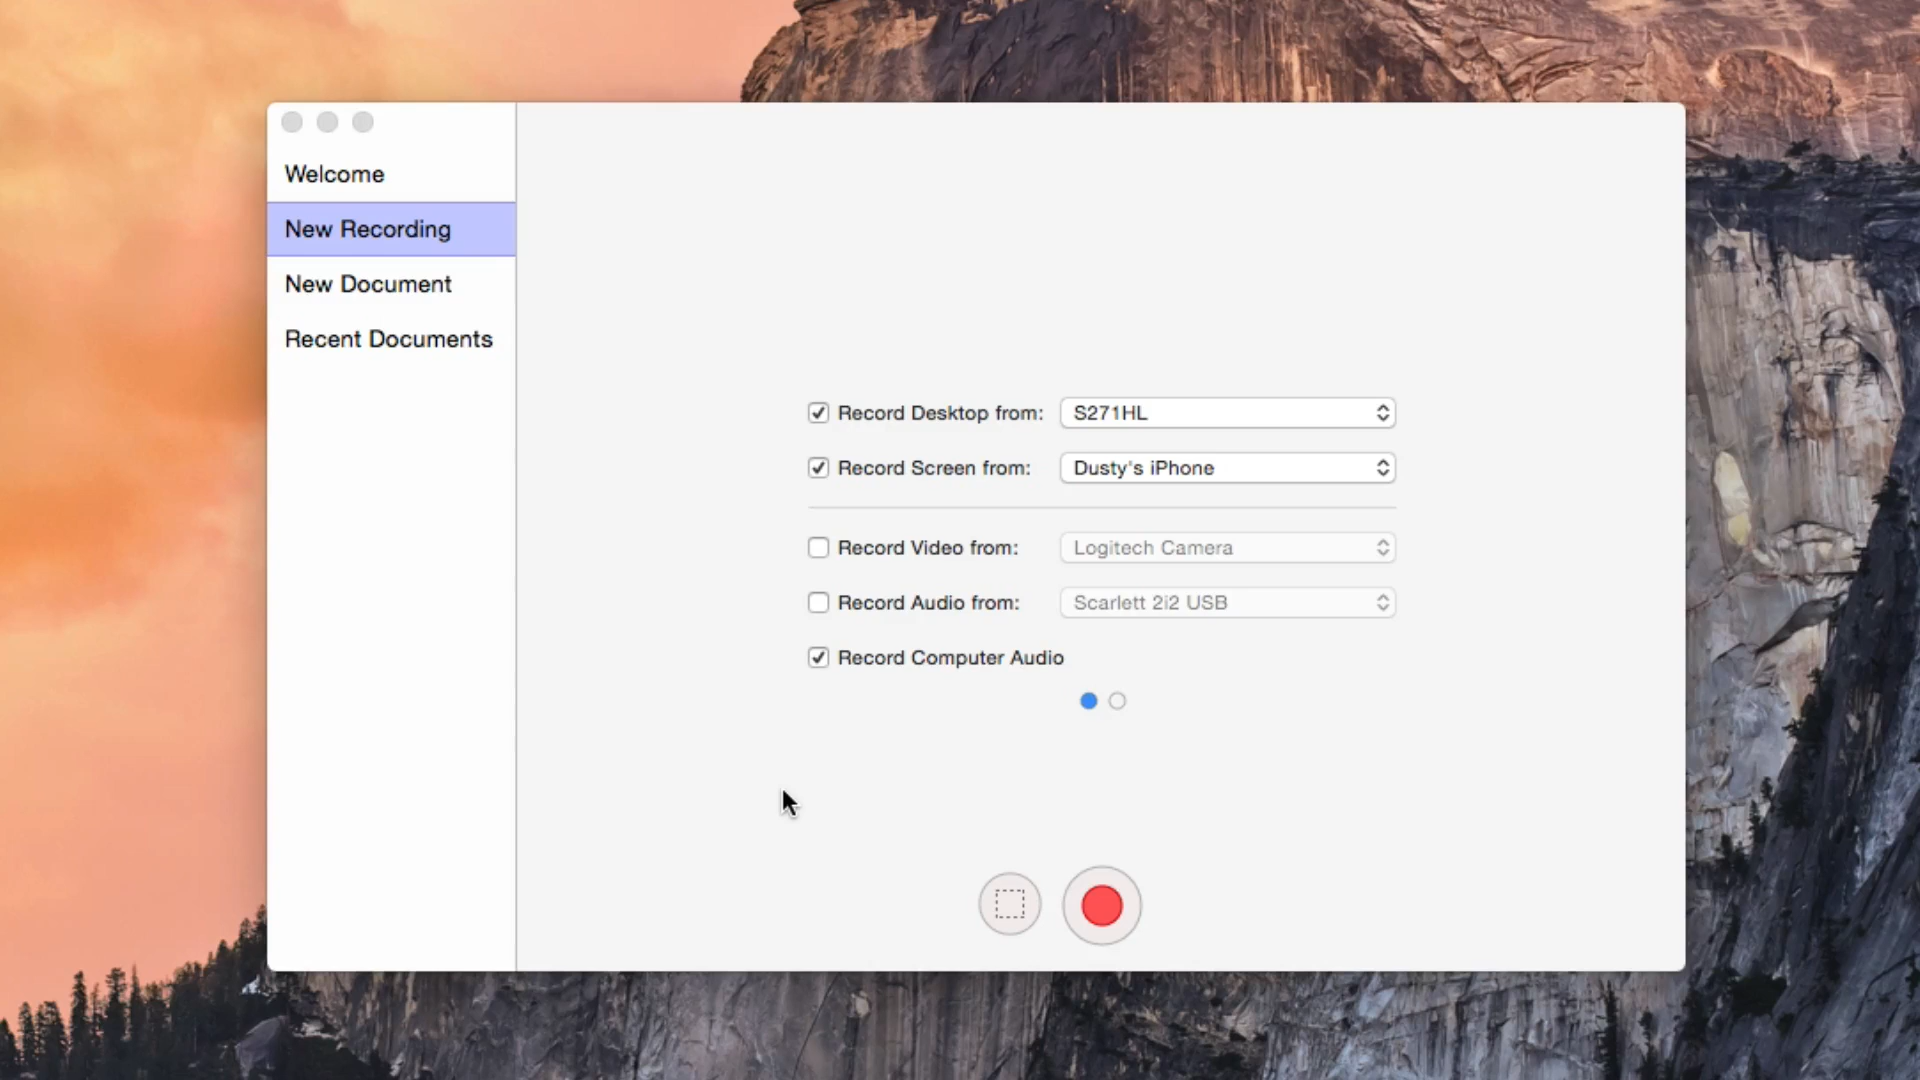 Welcome
New Recording
New Document
Recent Documents
Record Desktop from: S271HL
Record Screen from: Dusty's iPhone
Record Video from: Logitech Camera
Record Audio from: Scarlett 2i2 USB
Record Computer Audio